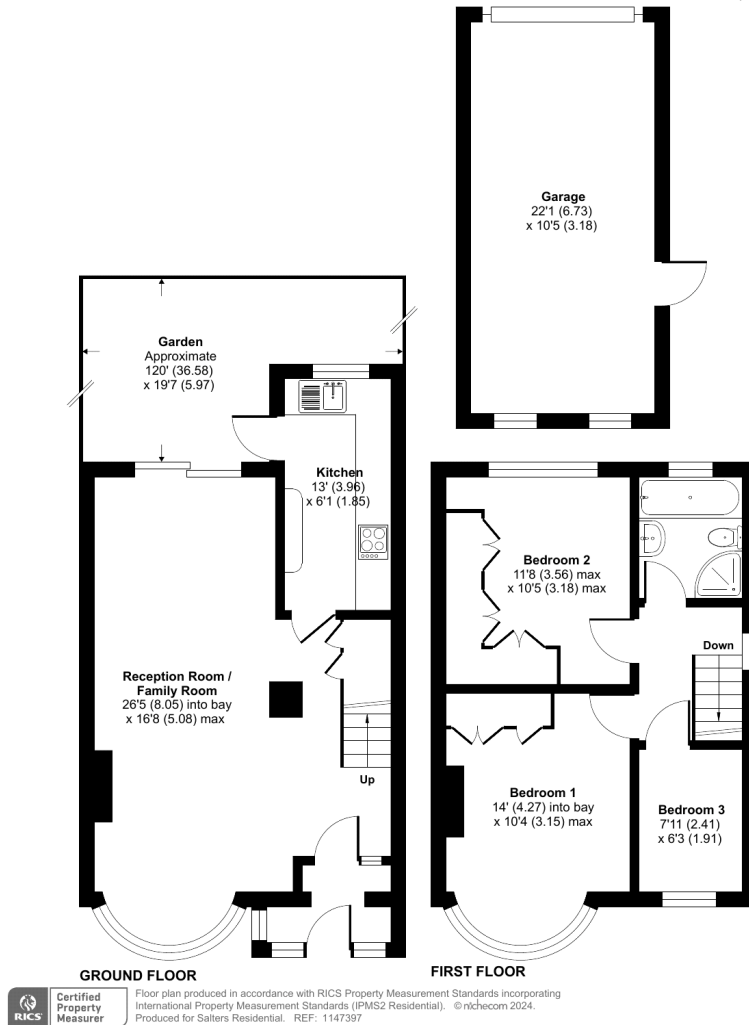 Garage
22'1 (6.73)
x 10'5 (3.18)
Garden
Approximate
120' (36.58)
x 19'7 (5.97)
Kitchen
13' (3.96)
x 6'1 (1.85)
Bedroom 2
11'8 (3.56) max
x 10'5 (3.18) max
Down
Reception Room /
Family Room
26'5 (8.05) into bay
x 16'8 (5.08) max
Up
Bedroom 1
14' (4.27) into bay
x 10'4 (3.15) max
Bedroom 3
7'11 (2.41)
x 6'3 (1.91)
GROUND FLOOR
FIRST FLOOR
RICS
Certified
Property
Measurer
Floor plan produced in accordance with RICS Property Measurement Standards incorporating
International Property Measurement Standards (IPMS2 Residential). © nichecom 2024.
Produced for Salters Residential. REF: 1147397